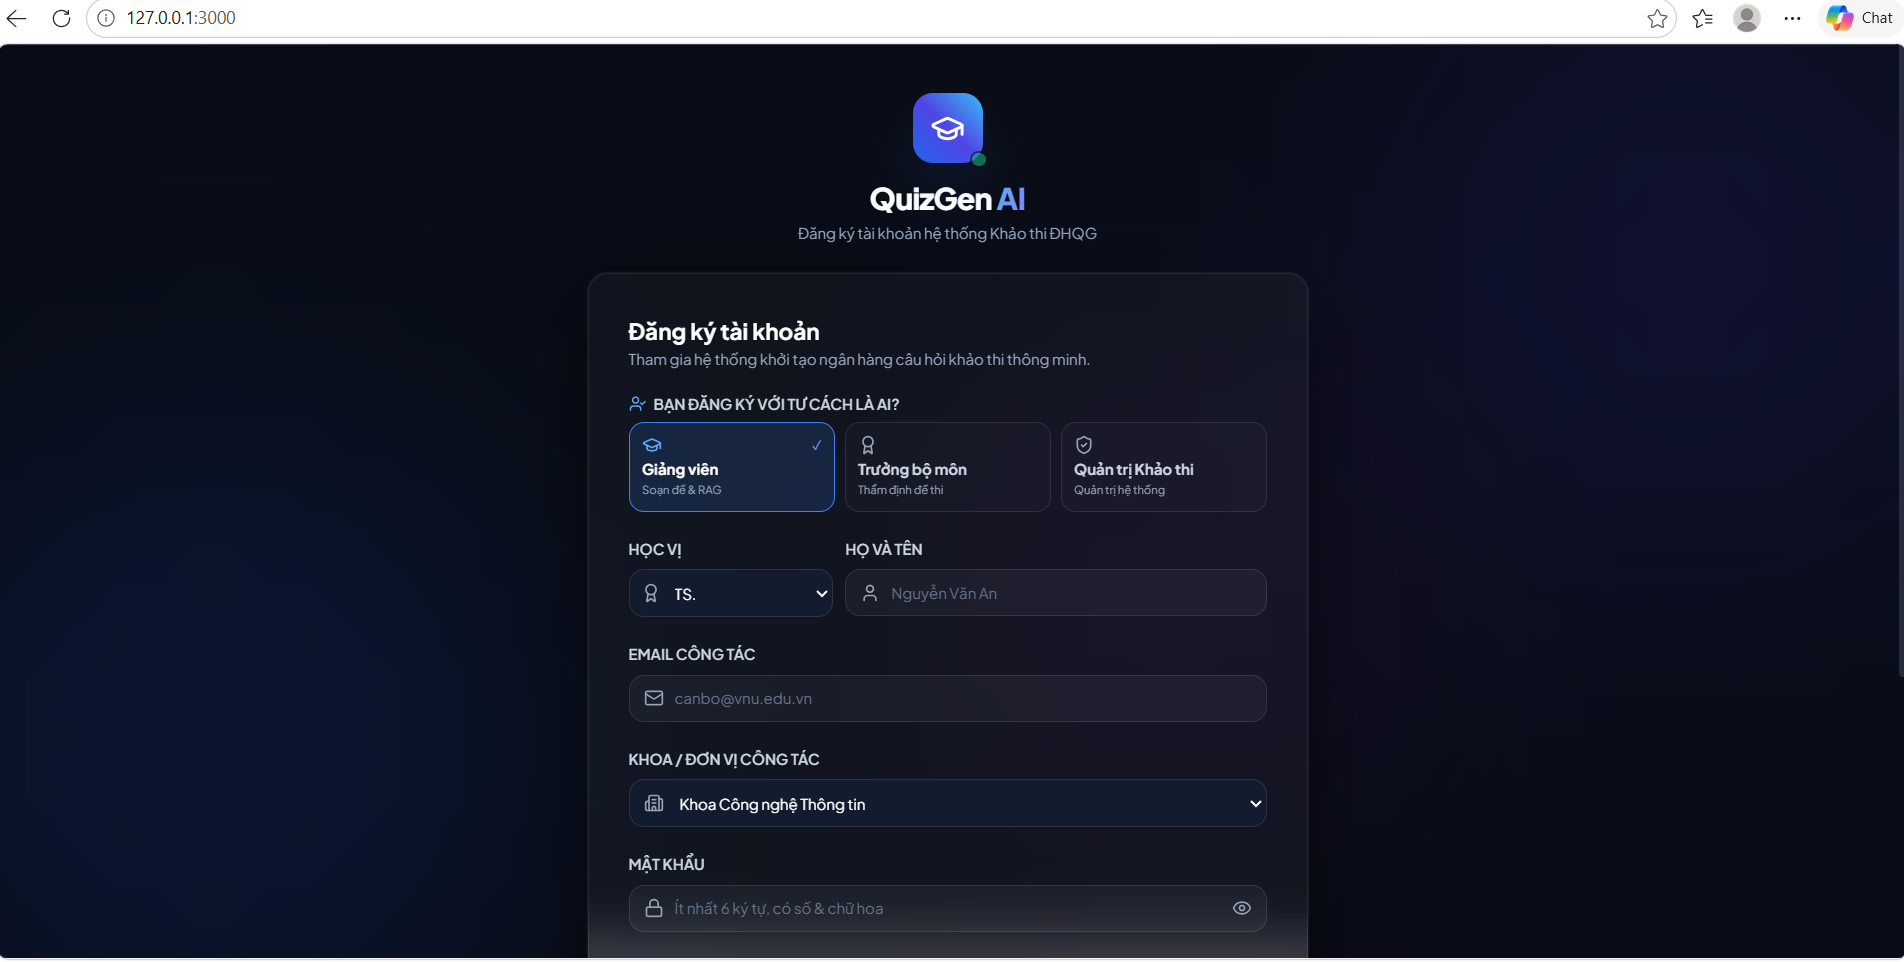 127.0.0.1:3000
Chat
QuizGen AI
Đăng ký tài khoản hệ thống Khảo thí ĐHQG
Đăng ký tài khoản
Tham gia hệ thống khởi tạo ngân hàng câu hỏi khảo thí thông minh.
BẠN ĐĂNG KÝ VỚI TƯ CÁCH LÀ AI?
Giảng viên
Soạn đề & RAG
Trưởng bộ môn
Thẩm định đề thi
Quản trị Khảo thí
Quản trị hệ thống
HỌC VỊ
HỌ VÀ TÊN
TS.
Nguyễn Văn An
EMAIL CÔNG TÁC
canbo@vnu.edu.vn
KHOA / ĐƠN VỊ CÔNG TÁC
Khoa Công nghệ Thông tin
MẬT KHẨU
Ít nhất 6 ký tự, có số & chữ hoa